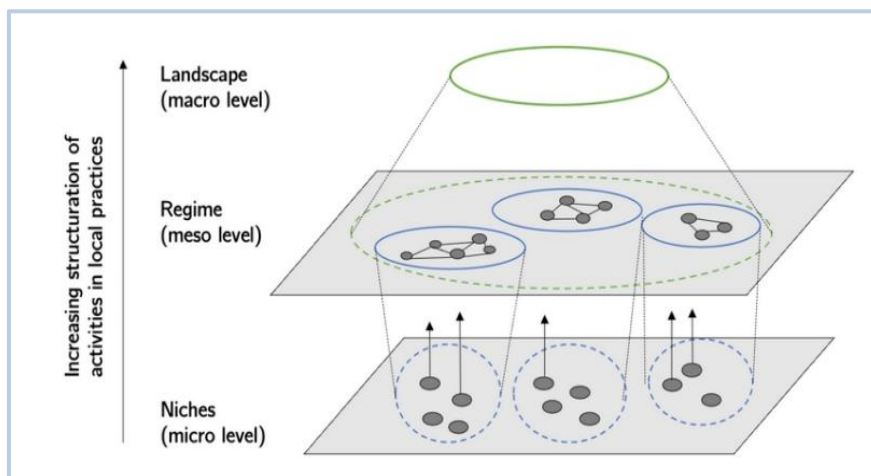 Increasing structuration of
activities in local practices
Landscape
(macro level)
Regime
(meso level)
Niches
(micro level)